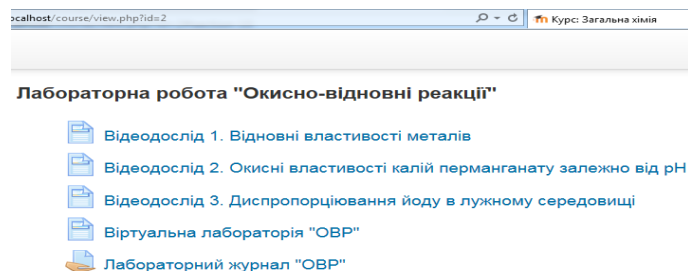 ocalhost/course/view.php?id=2
Курс: Загальна хімія
Лабораторна робота "Окисно-відновні реакції"
Відеодослід 1. Відновні властивості металів
Відеодослід 2. Окисні властивості калій перманганату залежно від рН
Відеодослід 3. Диспропорціювання йоду в лужному середовищі
Віртуальна лабораторія "ОВР"
Лабораторний журнал "ОВР"